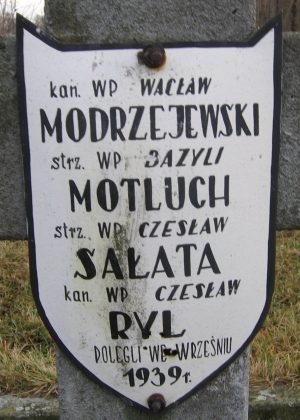 kan. WP WACŁAW
MODRZEJEWSKI
strz. WP BAZYLI
MOTLUCH
strz. WP CZESŁAW
SAŁATA
kan. WP CZESŁAW
RYL
POLEGLI WE WRZEŚNIU
1939r.